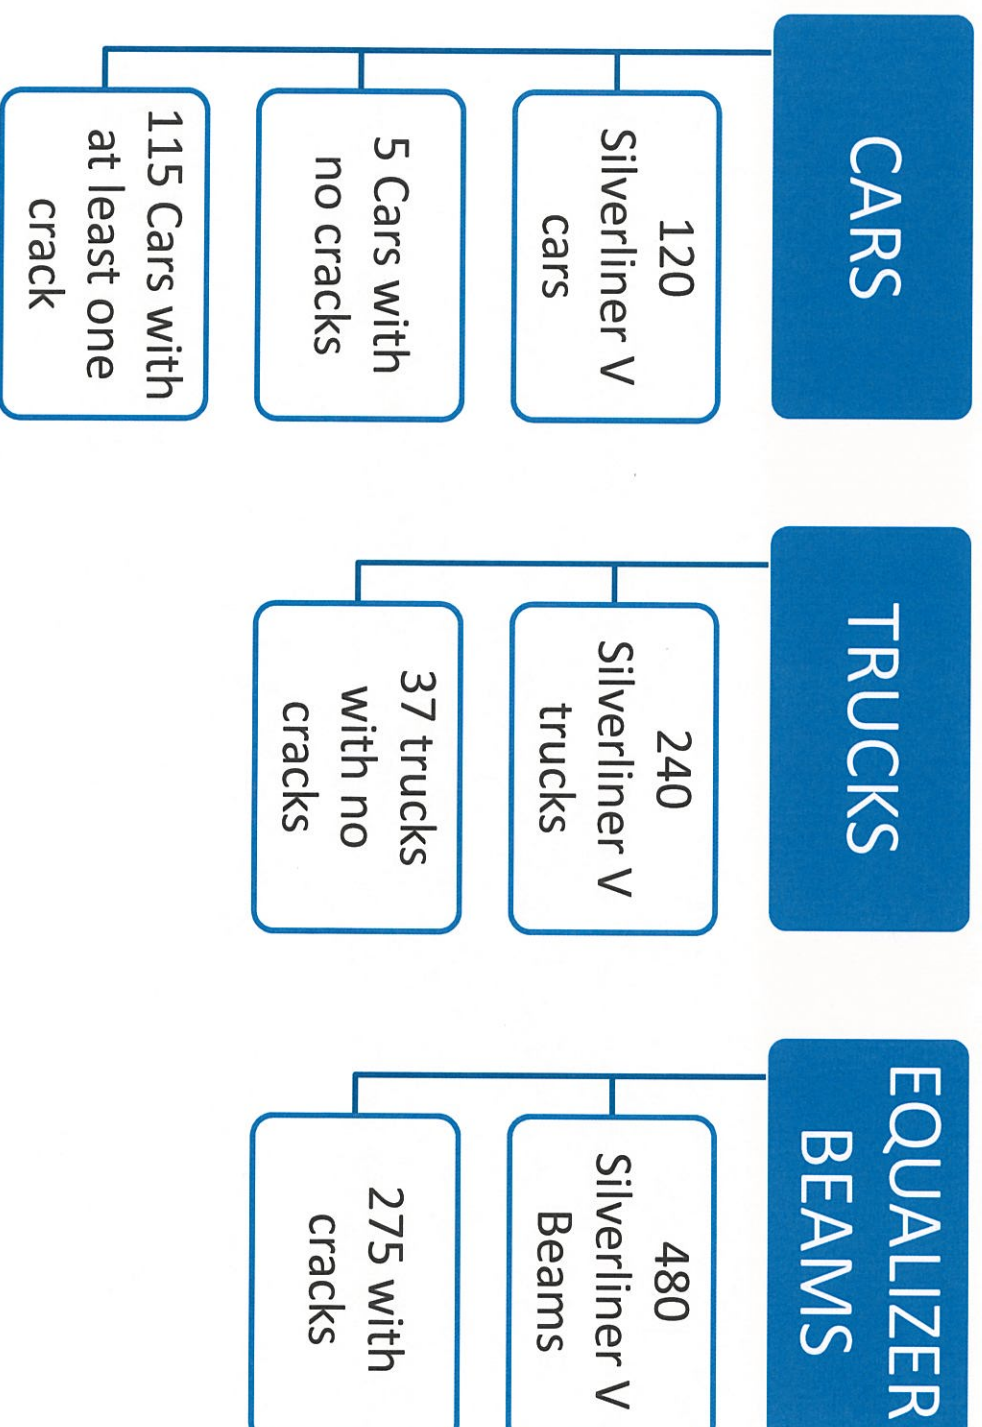 CARS
120
Silverliner V
cars
5 Cars with
no cracks
115 Cars with
at least one
crack
TRUCKS
240
Silverliner V
trucks
37 trucks
with no
cracks
EQUALIZER
BEAMS
480
Silverliner V
Beams
275 with
cracks